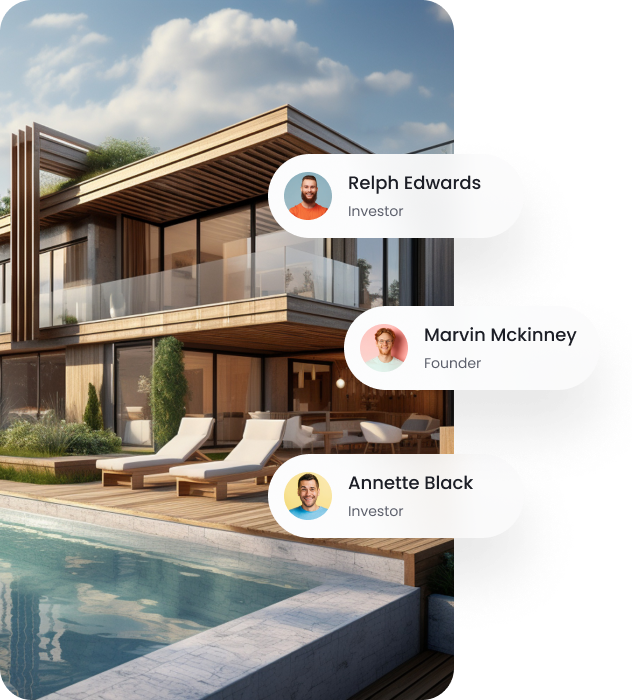 Relph Edwards
Investor
Marvin Mckinney
Founder
Annette Black
Investor